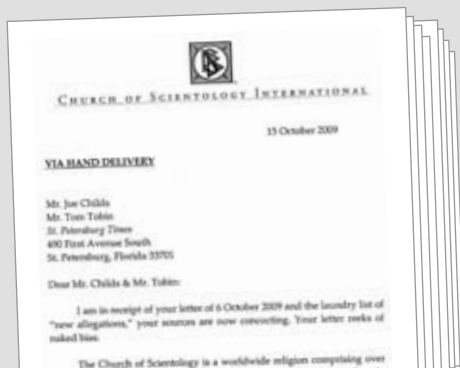 CHURCH OF SCIENTOLOGY INTERNATIONAL
15 October 2009
VIA HAND DELIVERY
Mr. Joe Childs
Mr. Tom Tobin
St. Petersburg Times
490 First Avenue South
St. Petersburg, Florida 33701
Dear Mr. Childs & Mr. Tobin:
I am in receipt of your letter of 6 October 2009 and the laundry list of
"new allegations," your sources are now concocting. Your letter reeks of
naked bias.
The Church of Scientology is a worldwide religion comprising over